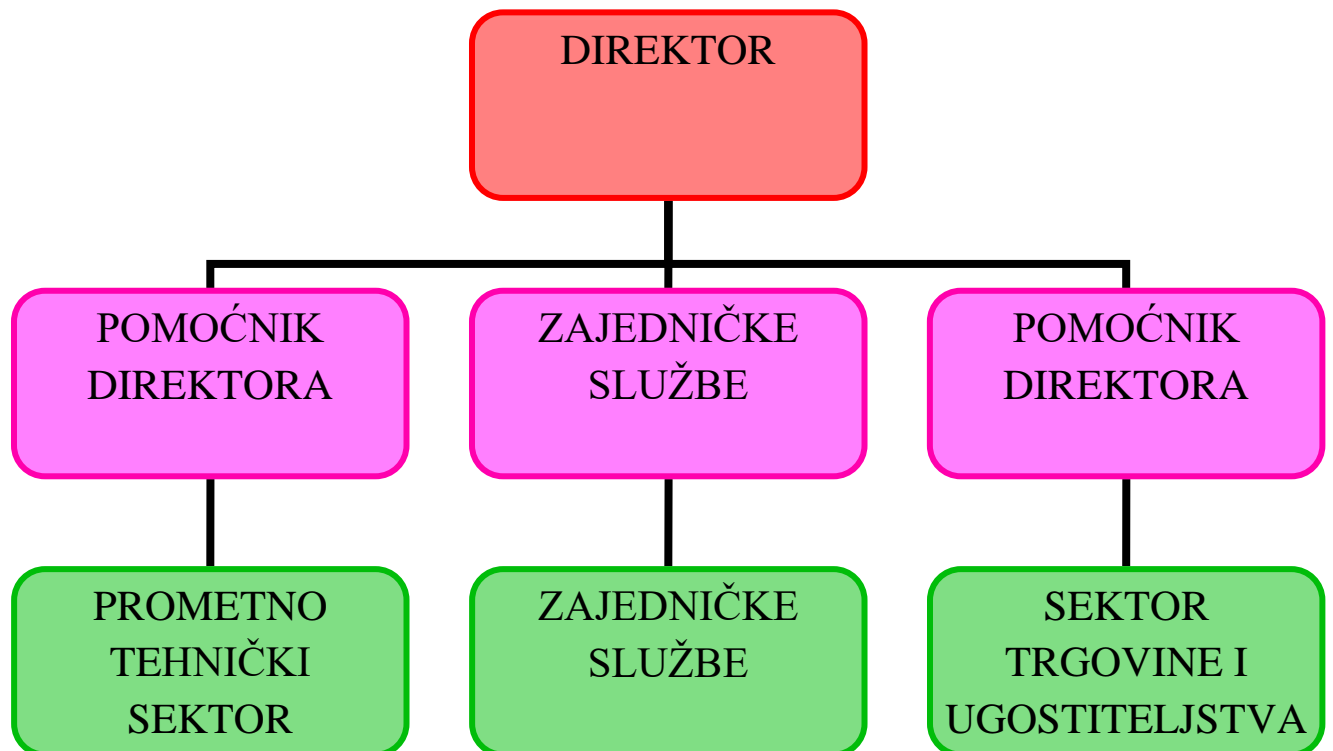 DIREKTOR
POMOĆNIK
DIREKTORA
ZAJEDNIČKE
SLUŽBE
POMOĆNIK
DIREKTORA
PROMETNO
TEHNIČKI
SEKTOR
ZAJEDNIČKE
SLUŽBE
SEKTOR
TRGOVINE I
UGOSTITELJSTVA